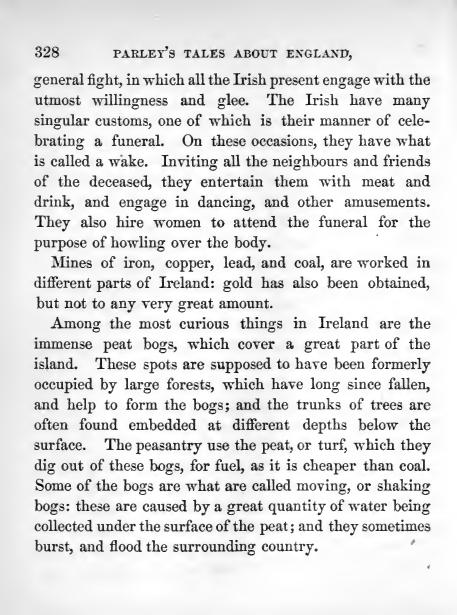 328 PARLEY'S TALES ABOUT ENGLAND,
general fight, in which all the Irish present engage with the
utmost willingness and glee. The Irish have many
singular customs, one of which is their manner of cele-
brating a funeral. On these occasions, they have what
is called a wake. Inviting all the neighbours and friends
of the deceased, they entertain them with meat and
drink, and engage in dancing, and other amusements.
They also hire women to attend the funeral for the
purpose of howling over the body.
Mines of iron, copper, lead, and coal, are worked in
different parts of Ireland: gold has also been obtained,
but not to any very great amount.
Among the most curious things in Ireland are the
immense peat bogs, which cover a great part of the
island. These spots are supposed to have been formerly
occupied by large forests, which have long since fallen,
and help to form the bogs; and the trunks of trees are
often found embedded at different depths below the
surface. The peasantry use the peat, or turf, which they
dig out of these bogs, for fuel, as it is cheaper than coal.
Some of the bogs are what are called moving, or shaking
bogs: these are caused by a great quantity of water being
collected under the surface of the peat; and they sometimes
burst, and flood the surrounding country.